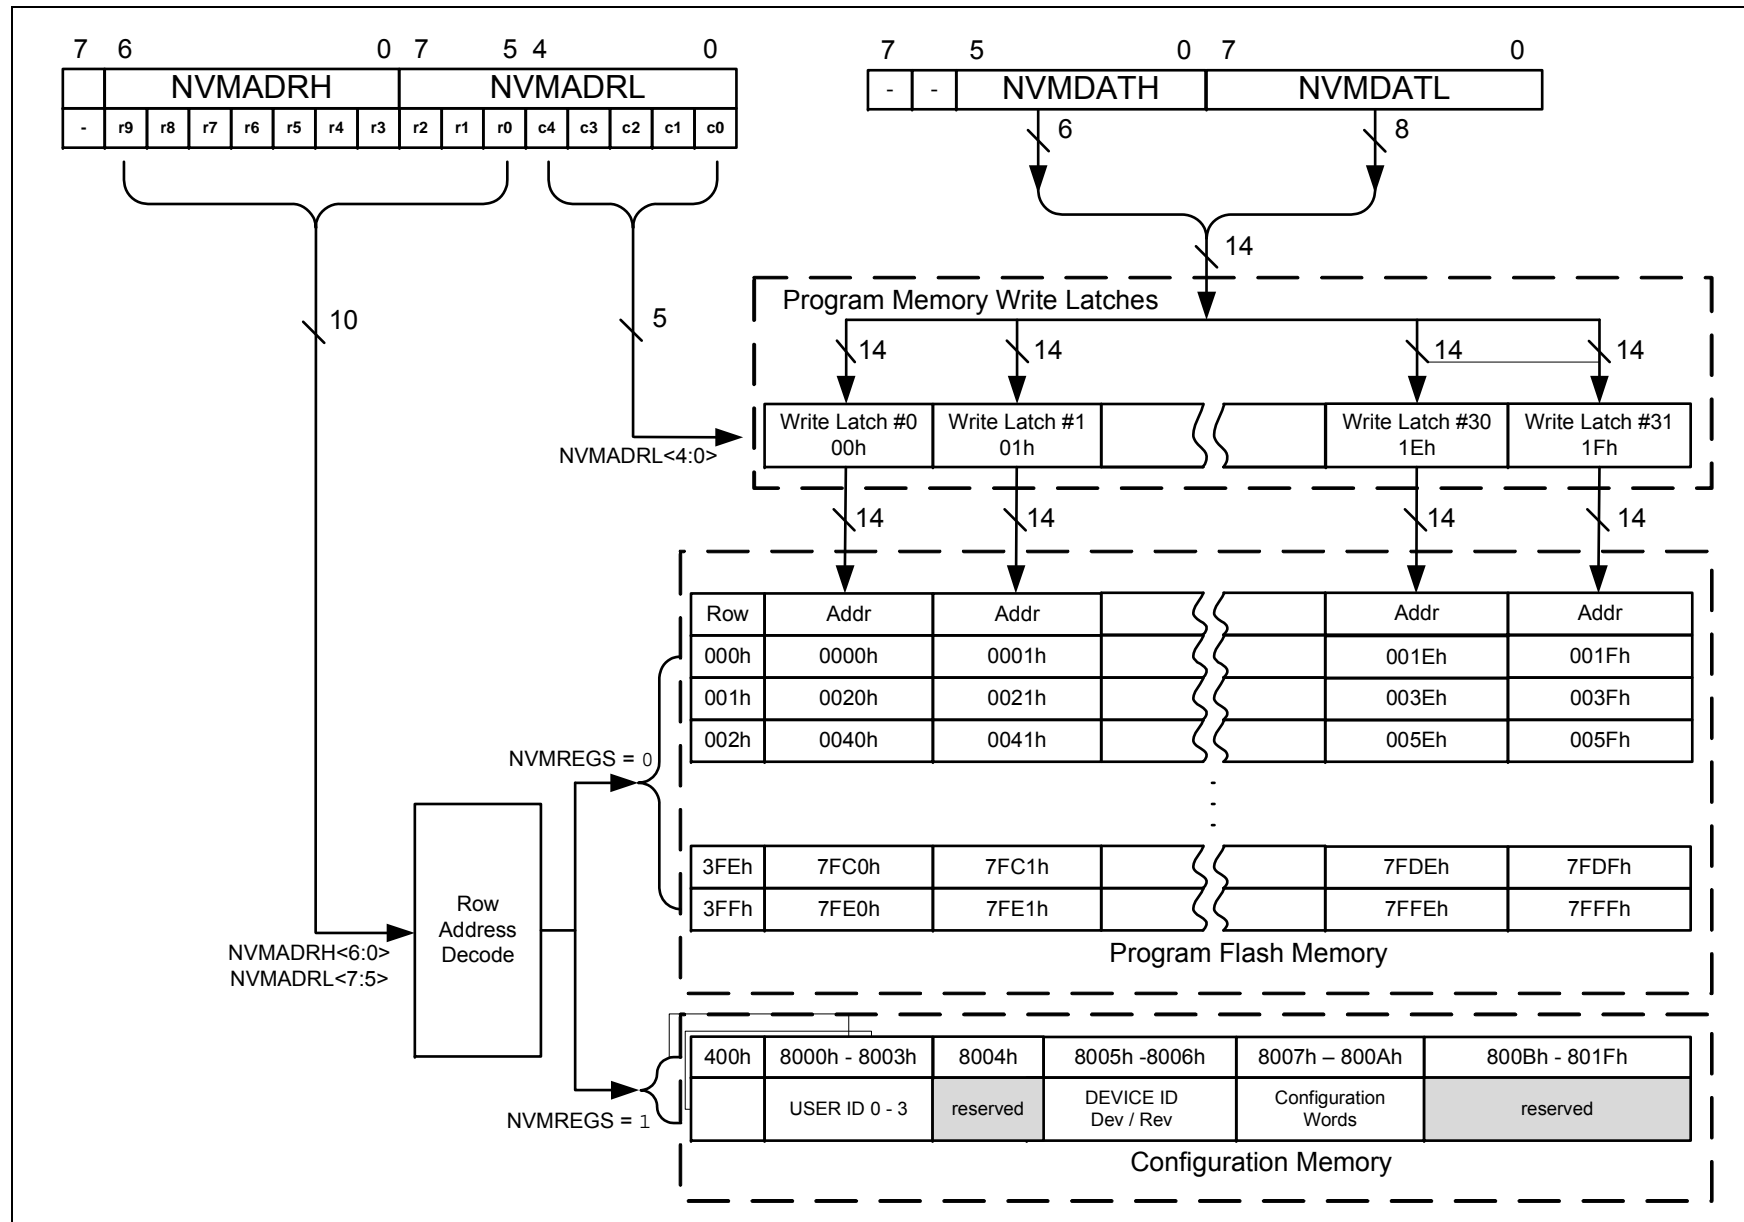 7 6 0 7 5 4 0
NVMADRH NVMADRL
- r9 r8 r7 r6 r5 r4 r3 r2 r1 r0 c4 c3 c2 c1 c0
7 5 0 7 0
- - NVMDATH NVMDATL
6 8
14
10
5
Program Memory Write Latches
14 14 14 14
Write Latch #0 Write Latch #1 Write Latch #30 Write Latch #31
00h 01h 1Eh 1Fh
NVMADRL<4:0>
14 14 14 14
Row Addr Addr Addr Addr
000h 0000h 0001h 001Eh 001Fh
001h 0020h 0021h 003Eh 003Fh
002h 0040h 0041h 005Eh 005Fh
NVMREGS = 0
3FEh 7FC0h 7FC1h 7FDEh 7FDFh
3FFh 7FE0h 7FE1h 7FFEh 7FFFh
Program Flash Memory
Row
Address
Decode
NVMADRH<6:0>
NVMADRL<7:5>
400h 8000h - 8003h 8004h 8005h -8006h 8007h – 800Ah 800Bh - 801Fh
USER ID 0 - 3 reserved DEVICE ID Configuration reserved
Dev / Rev Words
NVMREGS = 1
Configuration Memory